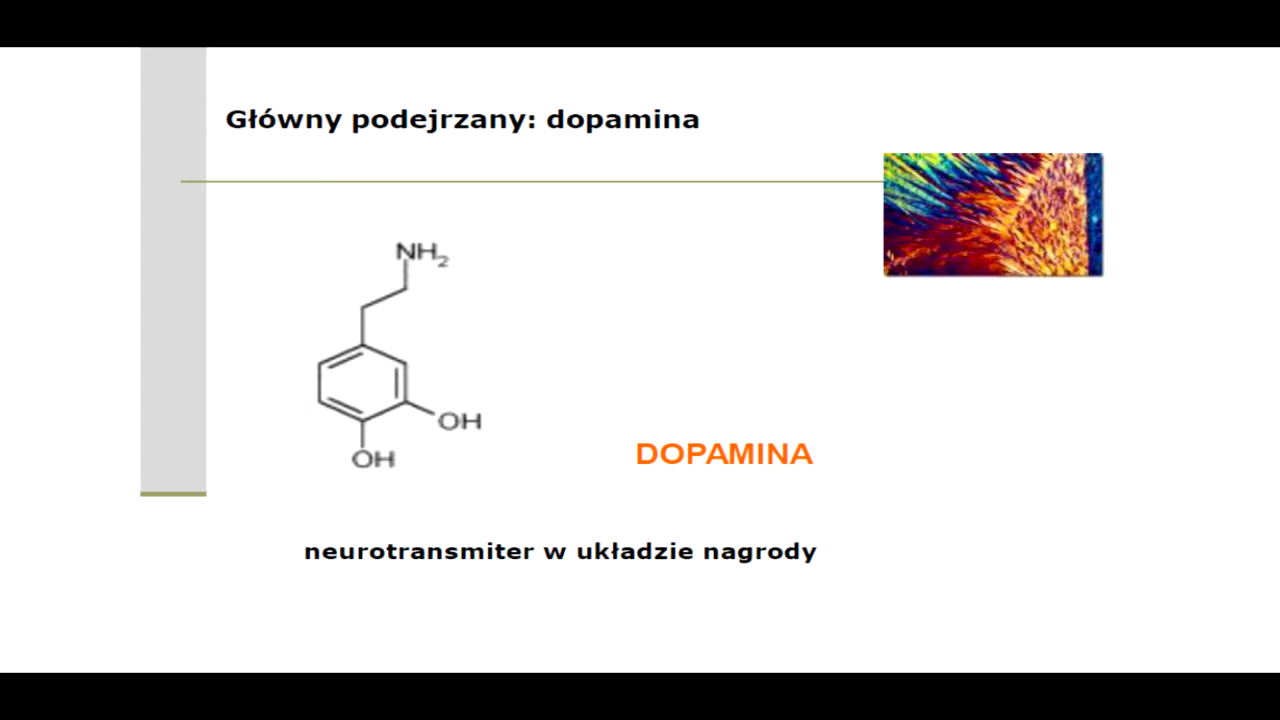 Główny podejrzany: dopamina
NH2
OH
OH
DOPAMINA
neurotransmiter w układzie nagrody